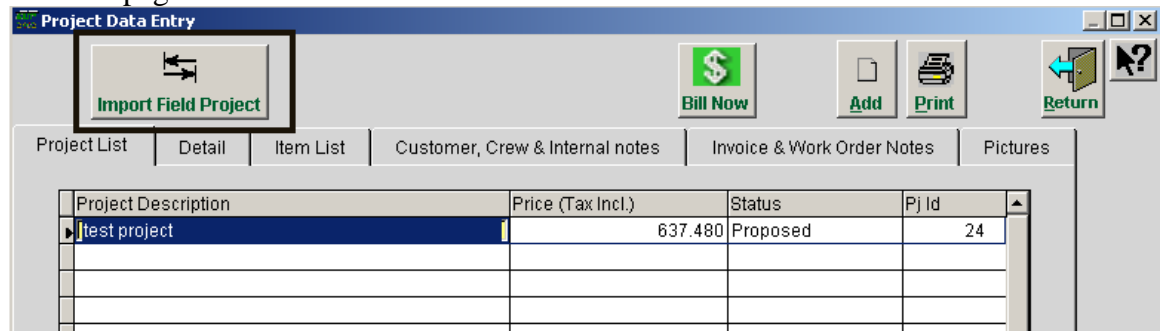 Project Data Entry
Import Field Project
Bill Now
Add
Print
Return
Project List
Detail
Item List
Customer, Crew & Internal notes
Invoice & Work Order Notes
Pictures
Project Description Price (Tax Incl.) Status Pj Id
test project 637.480 Proposed 24